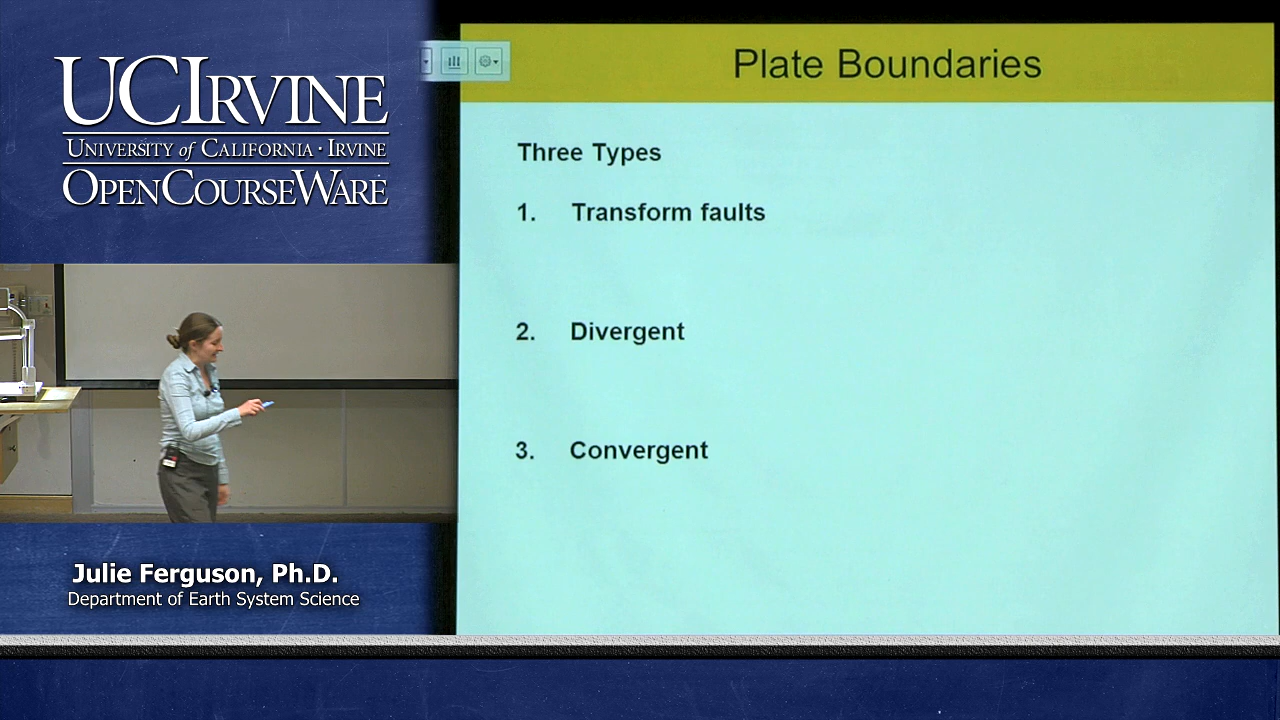 UCIRVINE
UNIVERSITY of CALIFORNIA · IRVINE
OPENCOURSEWARE
Plate Boundaries
Three Types
1. Transform faults
2. Divergent
3. Convergent
Julie Ferguson, Ph.D.
Department of Earth System Science